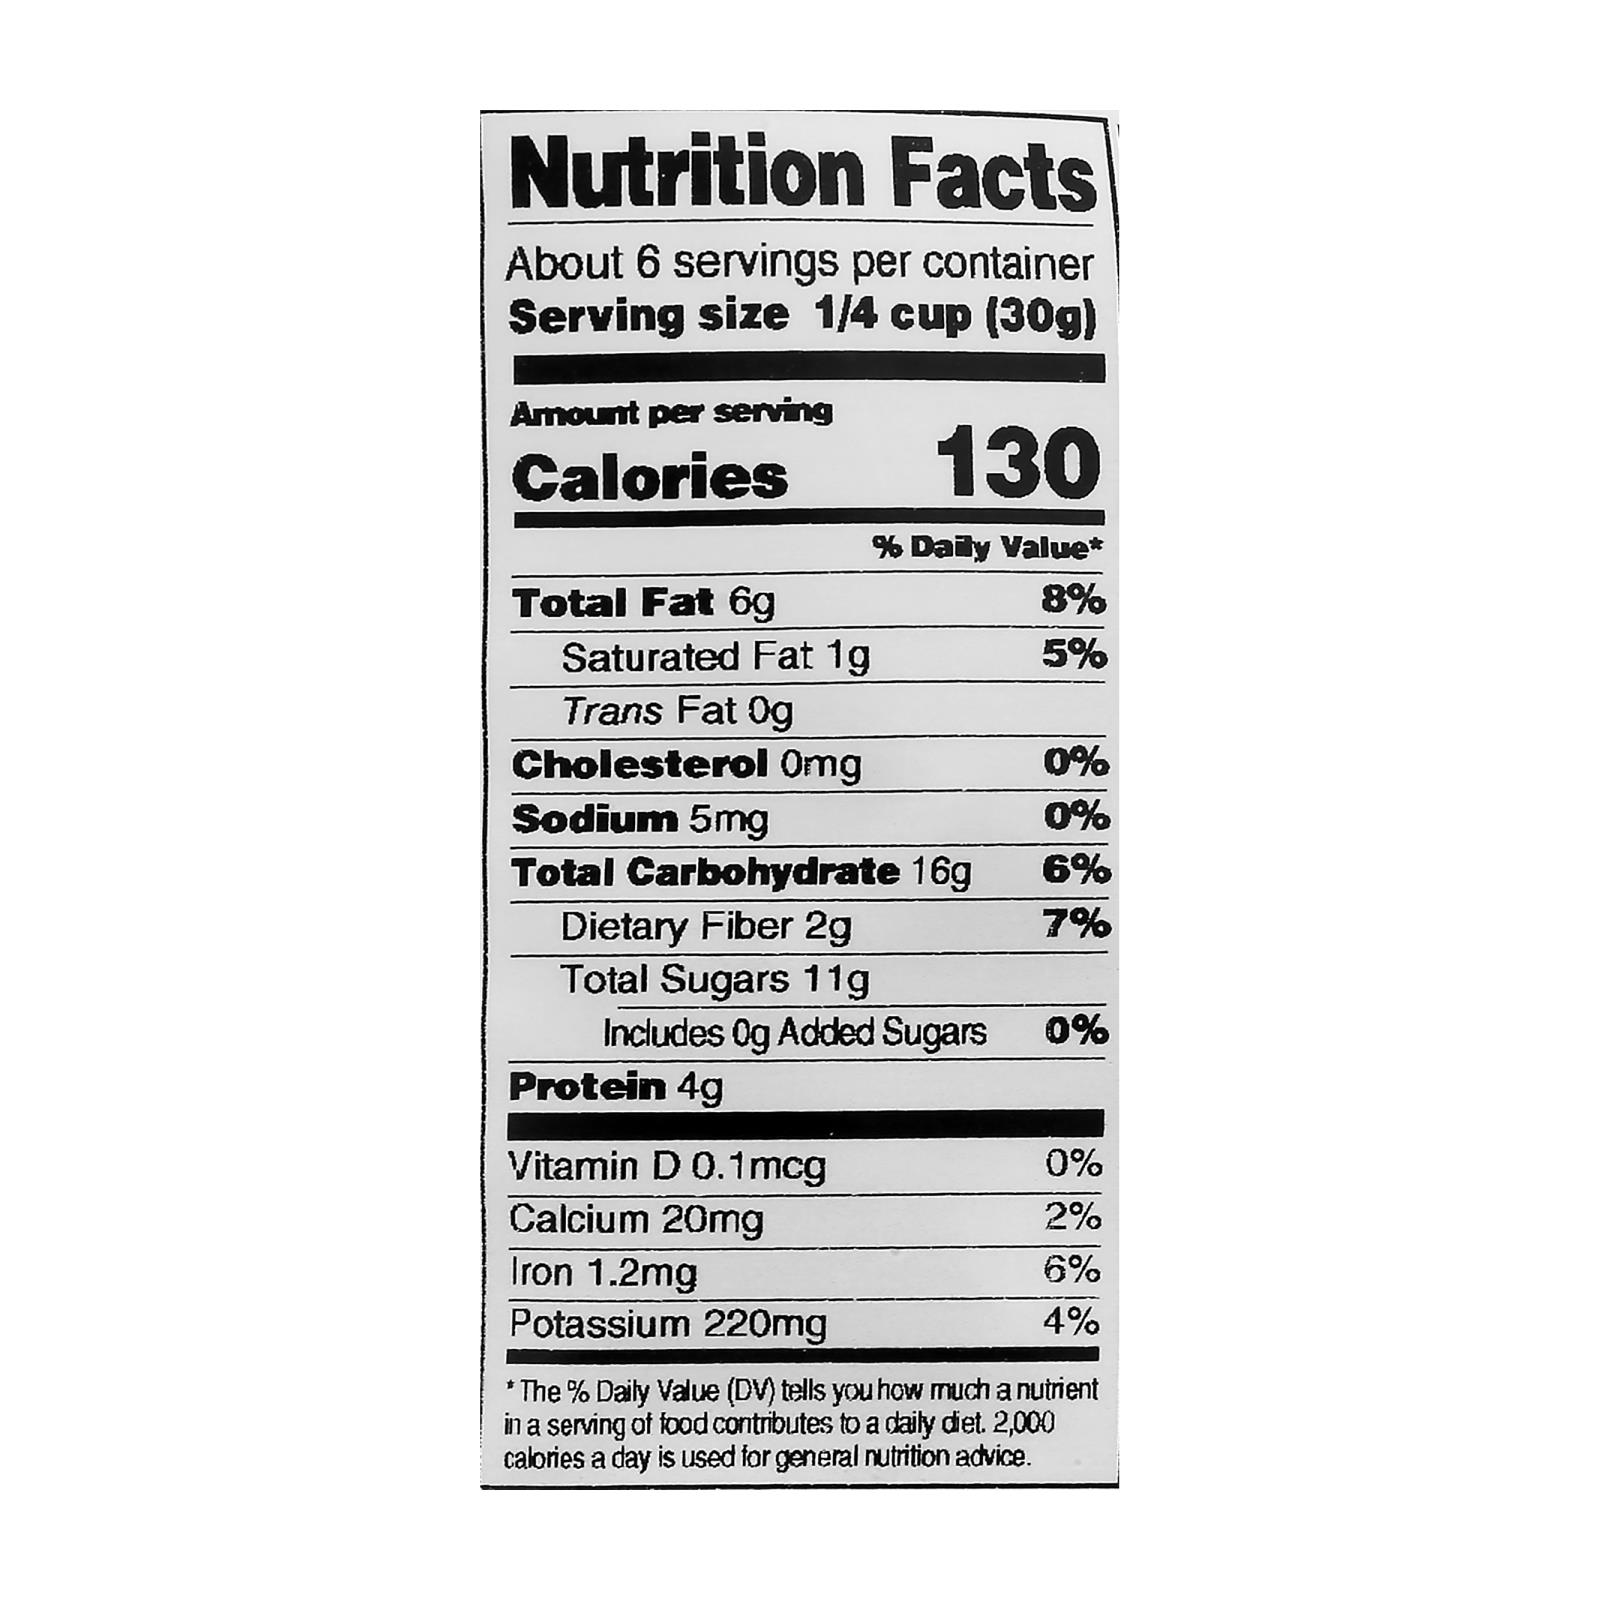 Nutrition Facts
About 6 servings per container
Serving size 1/4 cup (30g)
Amount per serving
Calories 130
% Daily Value*
Total Fat 6g 8%
Saturated Fat 1g 5%
Trans Fat 0g
Cholesterol 0mg 0%
Sodium 5mg 0%
Total Carbohydrate 16g 6%
Dietary Fiber 2g 7%
Total Sugars 11g
Includes 0g Added Sugars 0%
Protein 4g
Vitamin D 0.1mcg 0%
Calcium 20mg 2%
Iron 1.2mg 6%
Potassium 220mg 4%
* The % Daily Value (DV) tells you how much a nutrient
in a serving of food contributes to a daily diet. 2,000
calories a day is used for general nutrition advice.